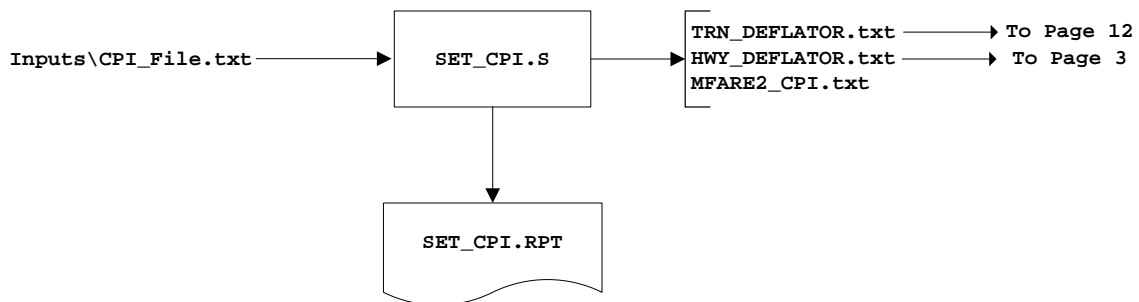 Inputs\CPI_File.txt
SET_CPI.S
TRN_DEFLATOR.txt To Page 12
HWY_DEFLATOR.txt To Page 3
MFARE2_CPI.txt
SET_CPI.RPT